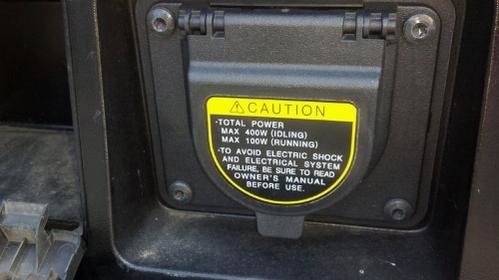 ⚠CAUTION
·TOTAL POWER
MAX 400W (IDLING)
MAX 100W (RUNNING)
·TO AVOID ELECTRIC SHOCK
AND ELECTRICAL SYSTEM
FAILURE, BE SURE TO READ
OWNER'S MANUAL
BEFORE USE.